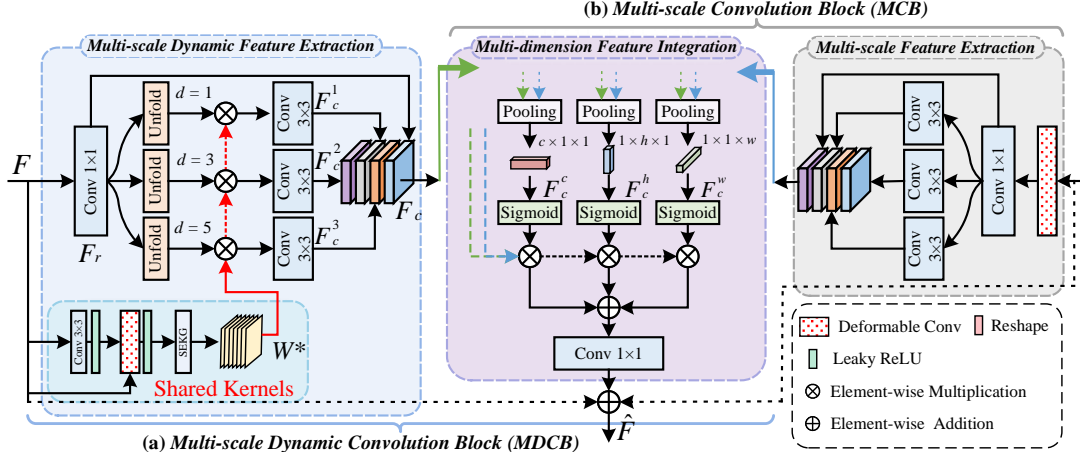 (b) Multi-scale Convolution Block (MCB)
Multi-scale Dynamic Feature Extraction
Multi-dimension Feature Integration
Multi-scale Feature Extraction
F
Conv 1×1
F_r
Unfold
d = 1
Conv 3×3
F_c^1
Unfold
d = 3
Conv 3×3
F_c^2
Unfold
d = 5
Conv 3×3
F_c^3
F_c
Conv 3×3
SEKG
W*
Shared Kernels
Pooling
Pooling
Pooling
c × 1 × 1
1 × h × 1
1 × 1 × w
F_c^c
F_c^h
F_c^w
Sigmoid
Sigmoid
Sigmoid
Conv 1×1
F̂
Conv 3×3
Conv 3×3
Conv 3×3
Conv 1×1
Deformable Conv
F
Deformable Conv
Reshape
Leaky ReLU
Element-wise Multiplication
Element-wise Addition
(a) Multi-scale Dynamic Convolution Block (MDCB)